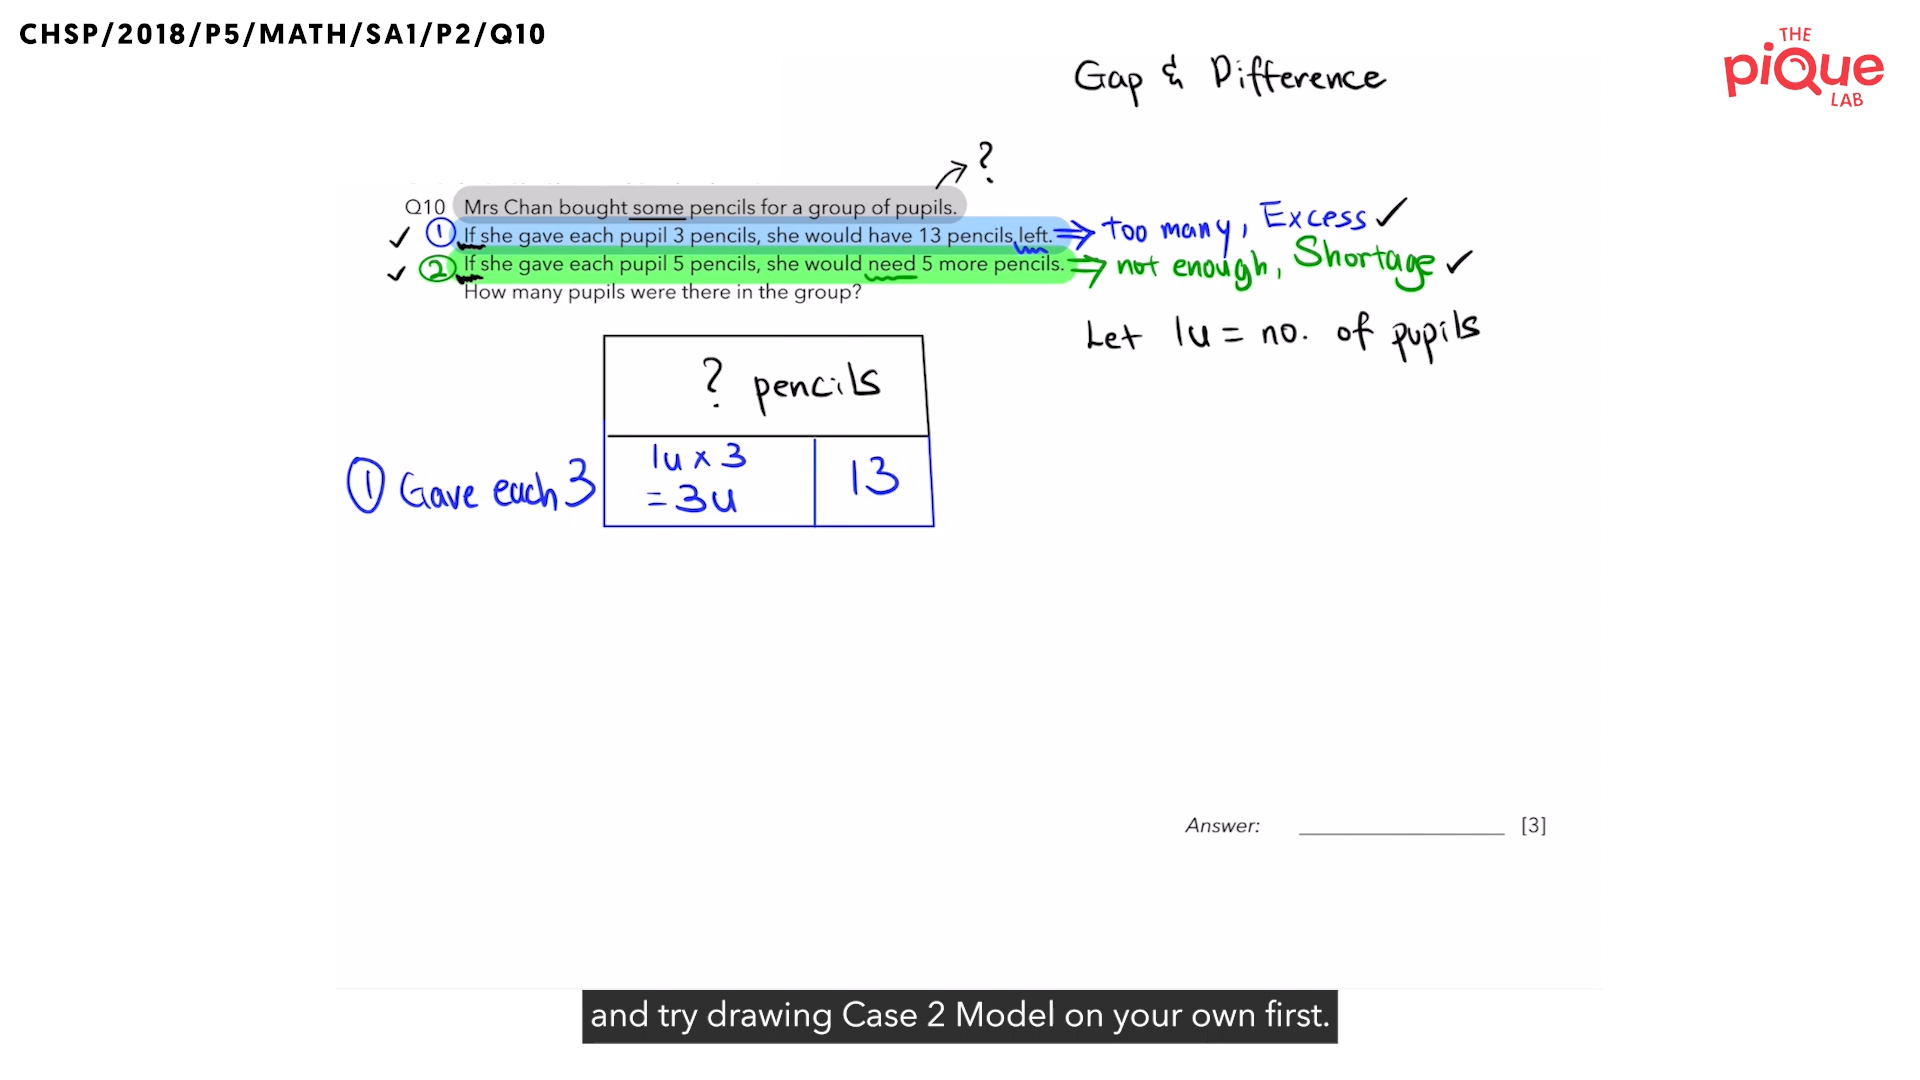 CHSP/2018/P5/MATH/SA1/P2/Q10
THE
piQue
LAB
Gap & Difference
?
Q10 Mrs Chan bought some pencils for a group of pupils.
① If she gave each pupil 3 pencils, she would have 13 pencils left. ⇒ too many, Excess ✓
② If she gave each pupil 5 pencils, she would need 5 more pencils. ⇒ not enough, Shortage ✓
How many pupils were there in the group?
Let 1u = no. of pupils
? pencils
① Gave each 3
1u × 3
= 3u
13
Answer: ____________ [3]
and try drawing Case 2 Model on your own first.